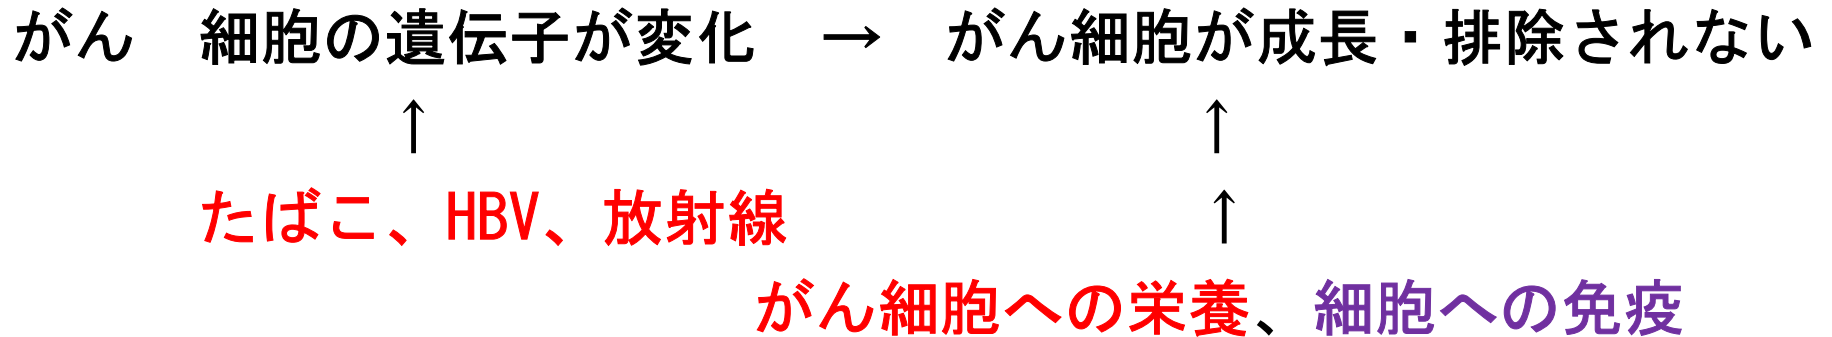 がん　細胞の遺伝子が変化　→　がん細胞が成長・排除されない
↑　↑
たばこ、HBV、放射線　↑
がん細胞への栄養、細胞への免疫